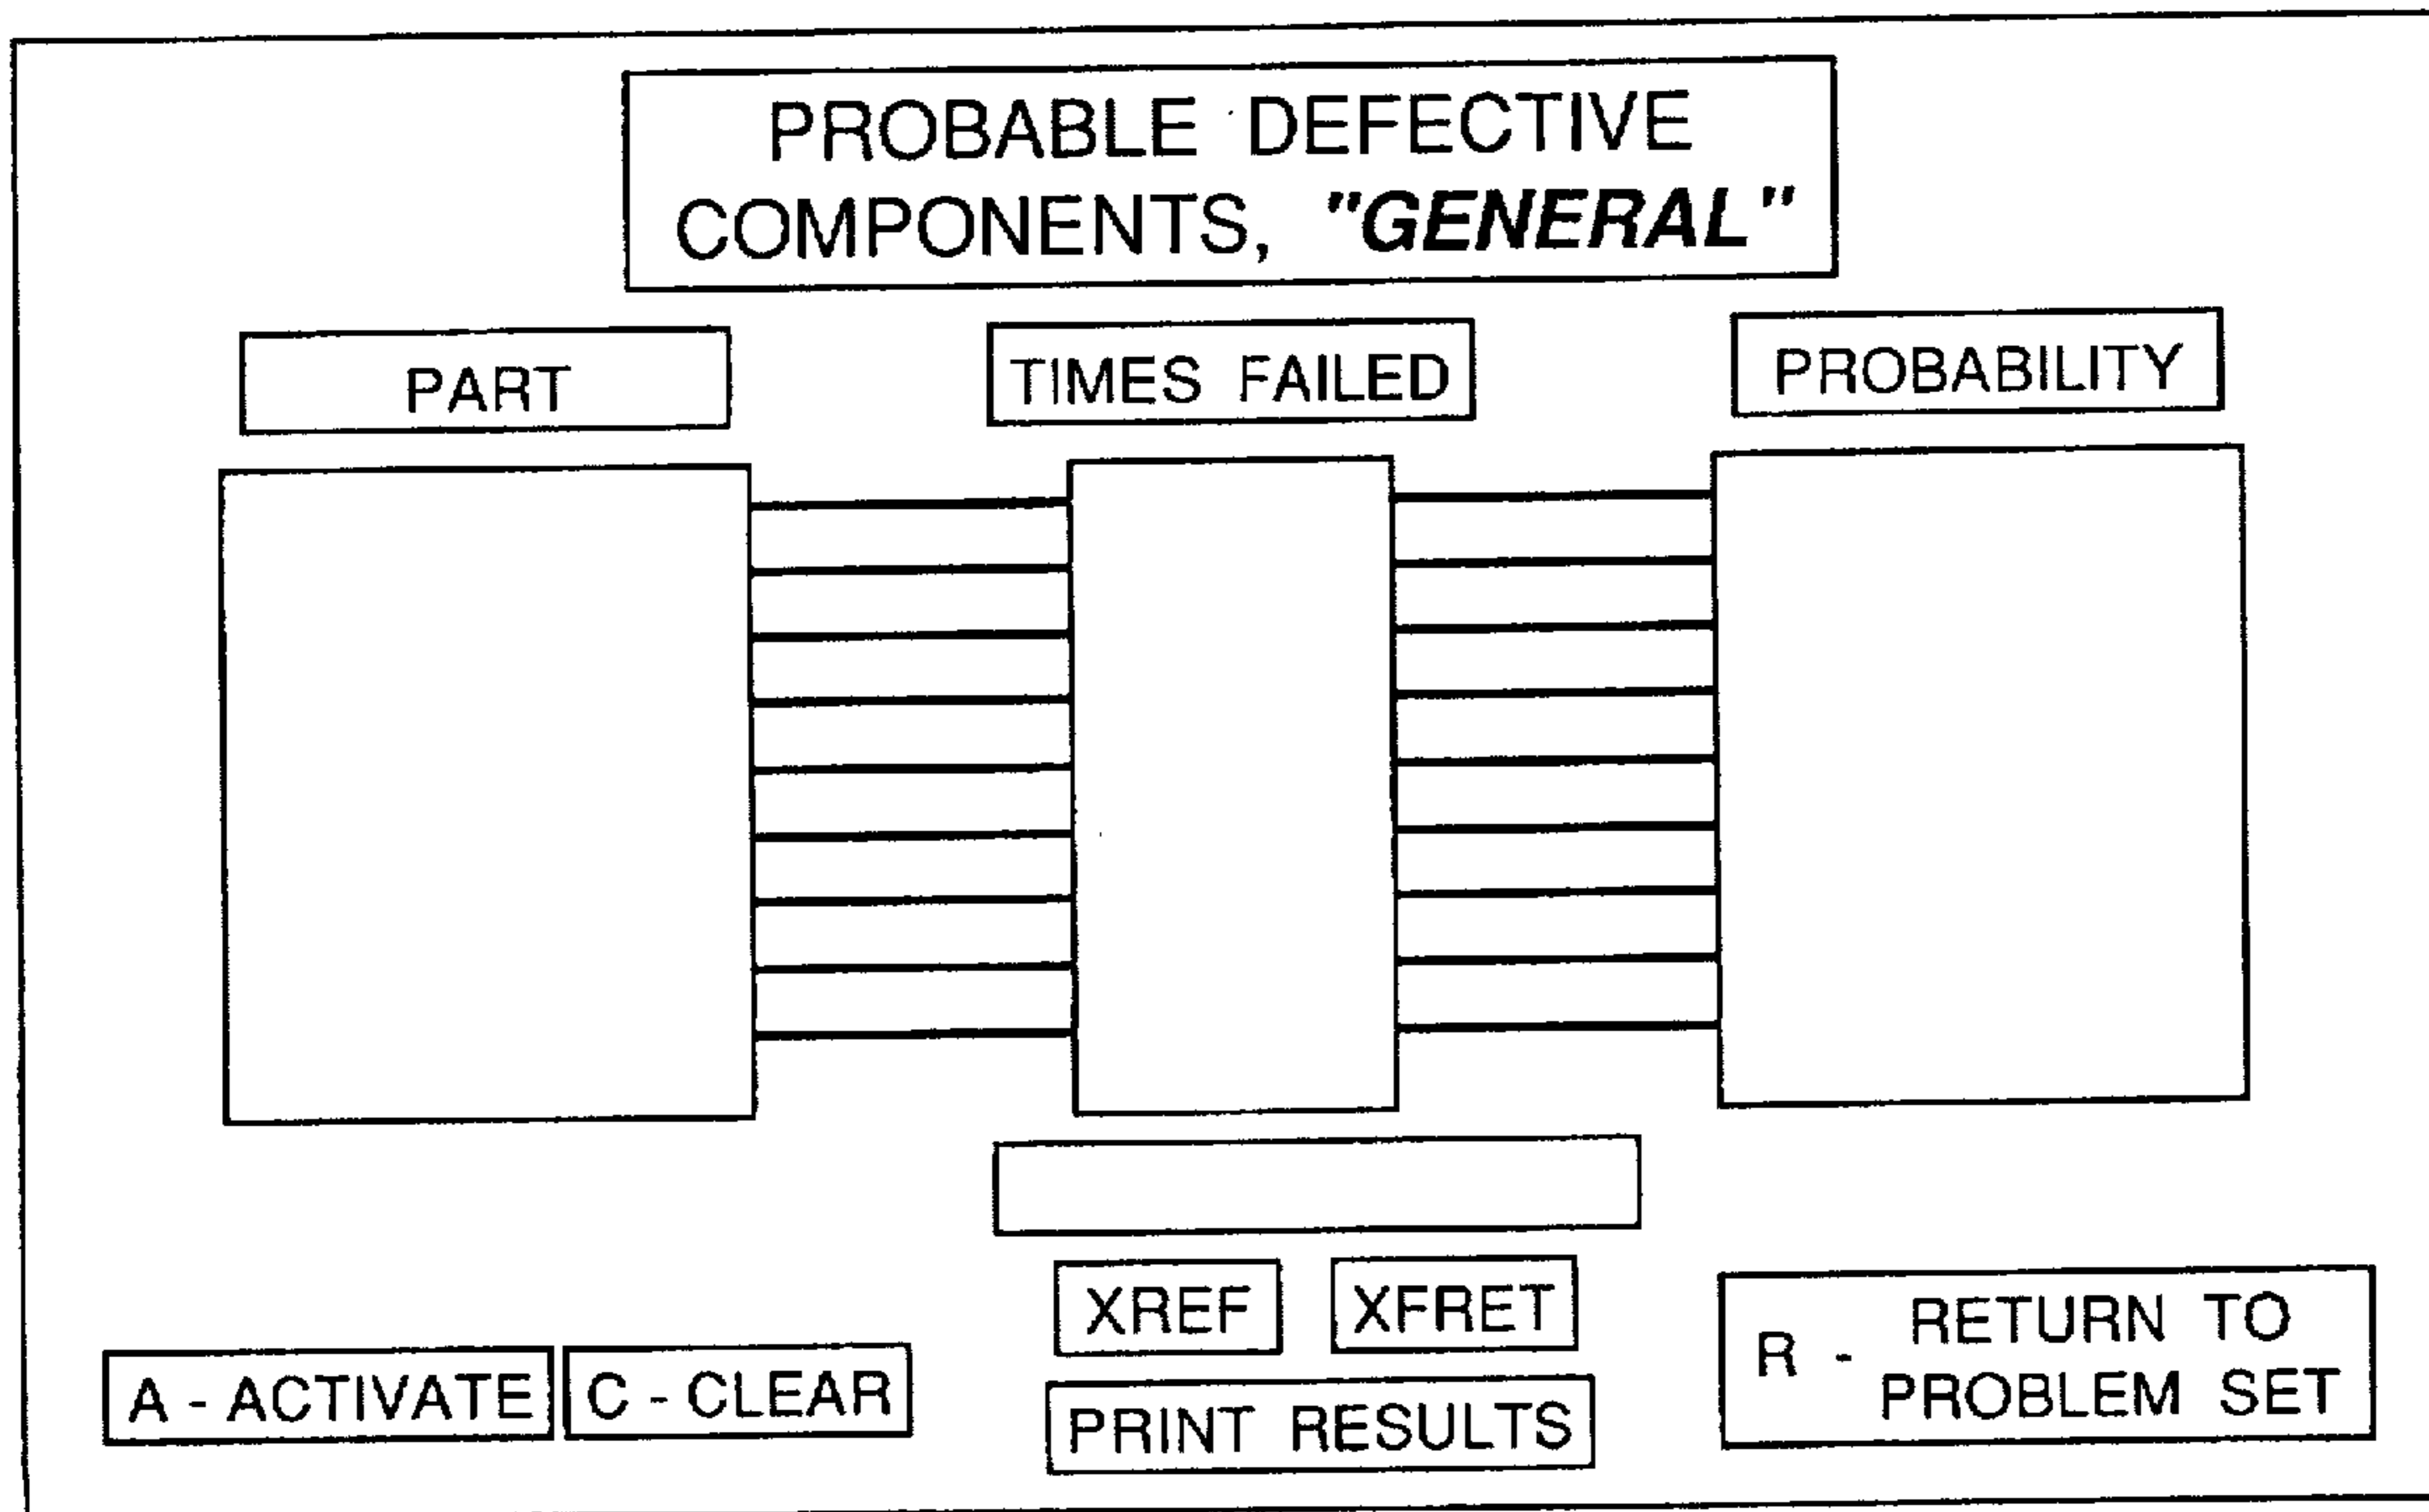 PROBABLE DEFECTIVE
COMPONENTS, "GENERAL"
PART
TIMES FAILED
PROBABILITY
XREF
XFRET
R - RETURN TO
PROBLEM SET
A - ACTIVATE
C - CLEAR
PRINT RESULTS